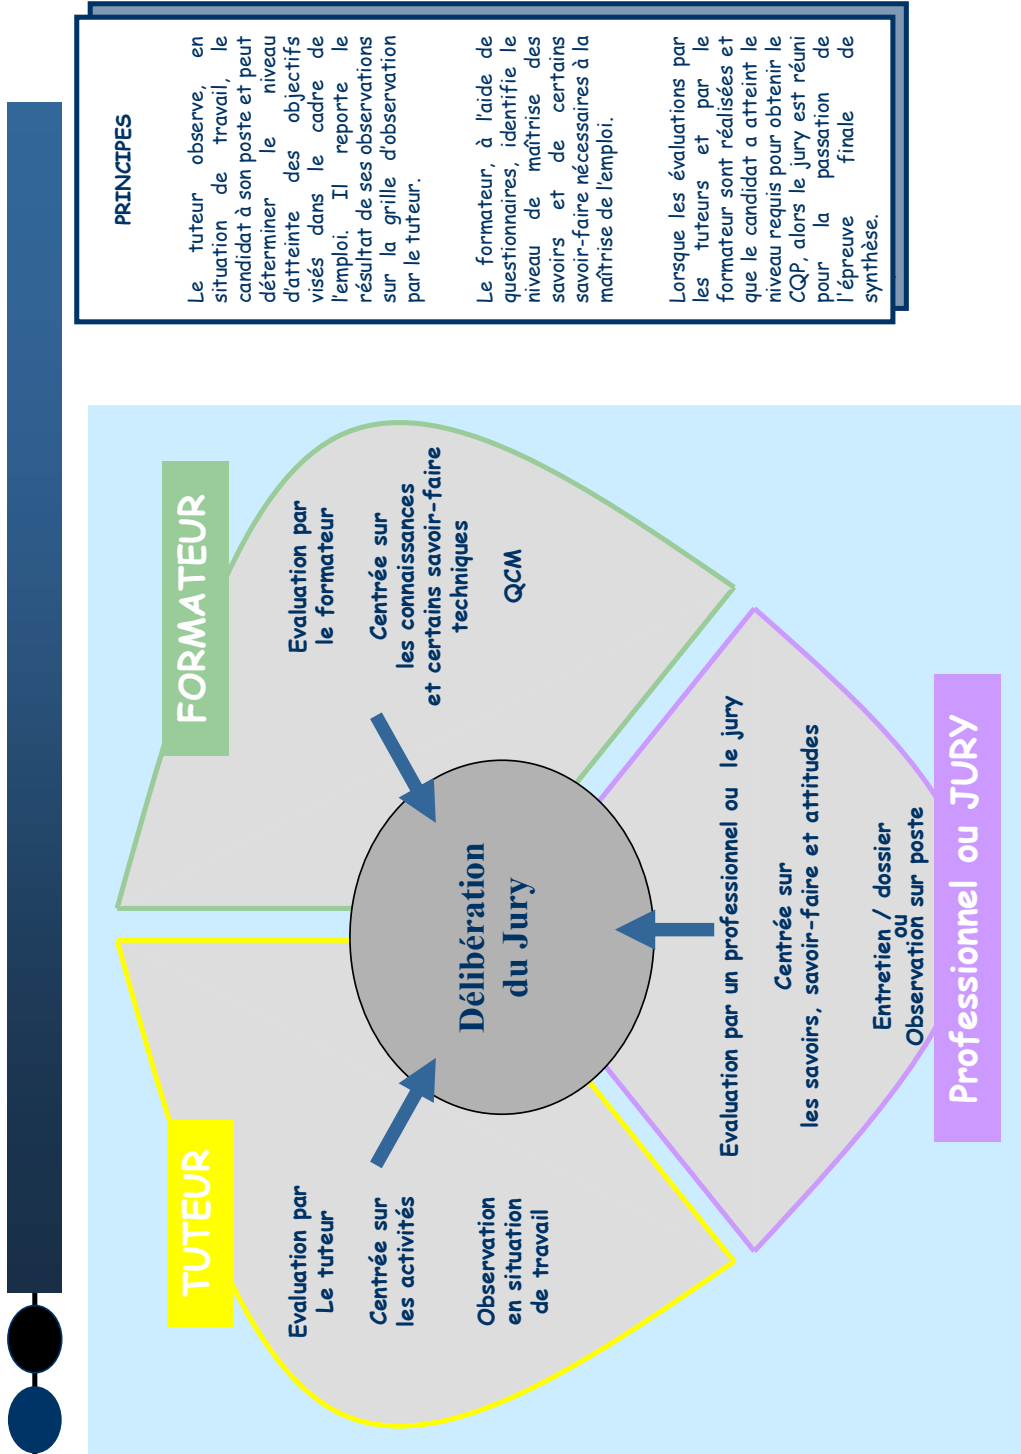 TUTEUR
Evaluation par
Le tuteur
Centrée sur
les activités
Observation
en situation
de travail
FORMATEUR
Evaluation par
le formateur
Centrée sur
les connaissances
et certains savoir-faire
techniques
QCM
Délibération
du Jury
Evaluation par un professionnel ou le jury
Centrée sur
les savoirs, savoir-faire et attitudes
Entretien / dossier
ou
Observation sur poste
Professionnel ou JURY
PRINCIPES
Le tuteur observe, en
situation de travail, le
candidat à son poste et peut
déterminer le niveau
d'atteinte des objectifs
visés dans le cadre de
l'emploi. Il reporte le
résultat de ses observations
sur la grille d'observation
par le tuteur.
Le formateur, à l'aide de
questionnaires, identifie le
niveau de maîtrise des
savoirs et de certains
savoir-faire nécessaires à la
maîtrise de l'emploi.
Lorsque les évaluations par
les tuteurs et par le
formateur sont réalisées et
que le candidat a atteint le
niveau requis pour obtenir le
CQP, alors le jury est réuni
pour la passation de
l'épreuve finale de
synthèse.